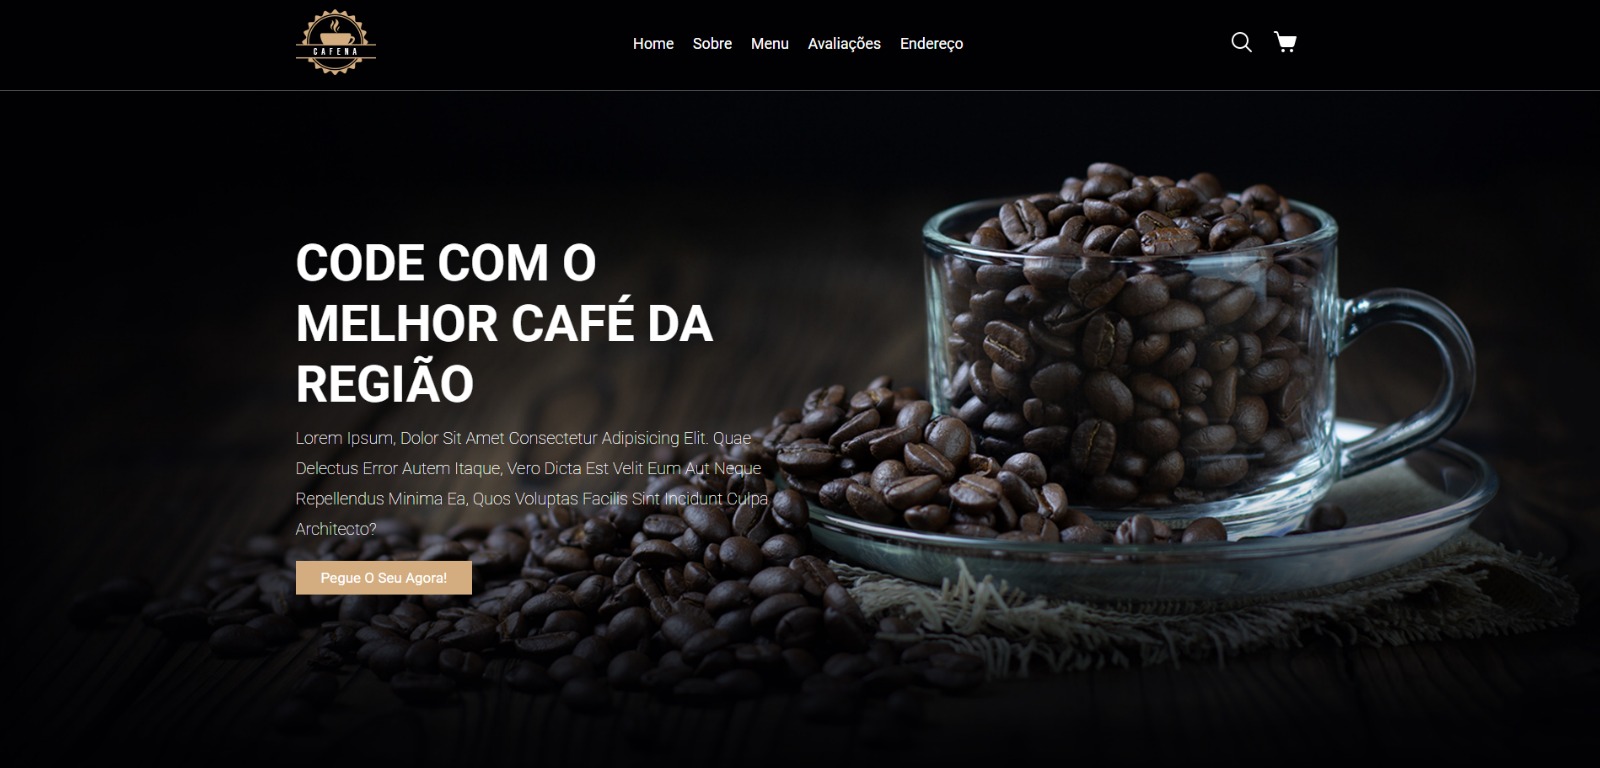 CAFENA
Home Sobre Menu Avaliações Endereço
CODE COM O
MELHOR CAFÉ DA
REGIÃO
Lorem Ipsum, Dolor Sit Amet Consectetur Adipisicing Elit. Quae
Delectus Error Autem Itaque, Vero Dicta Est Velit Eum Aut Neque
Repellendus Minima Ea, Quos Voluptas Facilis Sint Incidunt Culpa
Architecto?
Pegue O Seu Agora!